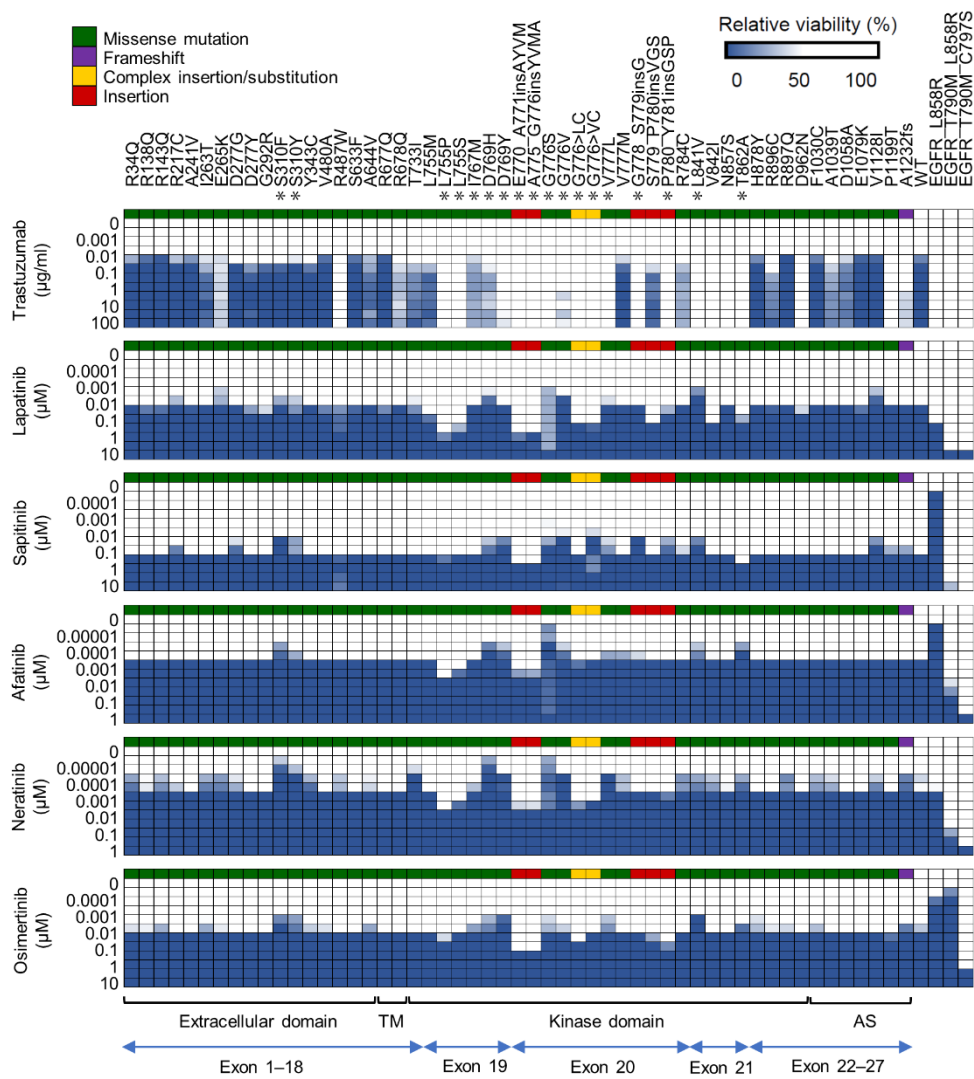 Missense mutation
Frameshift
Complex insertion/substitution
Insertion
Relative viability (%)
0 50 100
R34Q
R138Q
R143Q
R217C
A241V
I263T
E265K
D277G
D277Y
G292R
S310F *
S310Y *
Y343C
V480A
R487W
S633F
A644V
R677Q
R678Q
T733I
L755M
L755P *
L755S *
I767M *
D769H *
D769Y *
E770_A771insAYVM *
A775_G776insYVMA *
G776S *
G776V *
G776>LC *
G776>VC *
V777L *
V777M
G778_S779insG *
S779_P780insVGS
P780_Y781insGSP *
R784C
L841V *
V842I
N857S
T862A *
H878Y
R896C
R897Q
D962N
F1030C
A1039T
D1058A
E1079K
V1128I
P1199T
A1232fs
WT
EGFR_L858R
EGFR_T790M_L858R
EGFR_T790M_C797S
Trastuzumab
(µg/ml)
0
0.001
0.01
0.1
10
100
Lapatinib
(µM)
0
0.0001
0.001
0.01
0.1
1
10
Sapitinib
(µM)
0
0.0001
0.001
0.01
0.1
1
10
Afatinib
(µM)
0
0.00001
0.0001
0.001
0.01
0.1
1
Neratinib
(µM)
0
0.00001
0.0001
0.001
0.01
0.1
1
Osimertinib
(µM)
0
0.0001
0.001
0.01
0.1
1
10
Extracellular domain TM Kinase domain AS
Exon 1–18 Exon 19 Exon 20 Exon 21 Exon 22–27